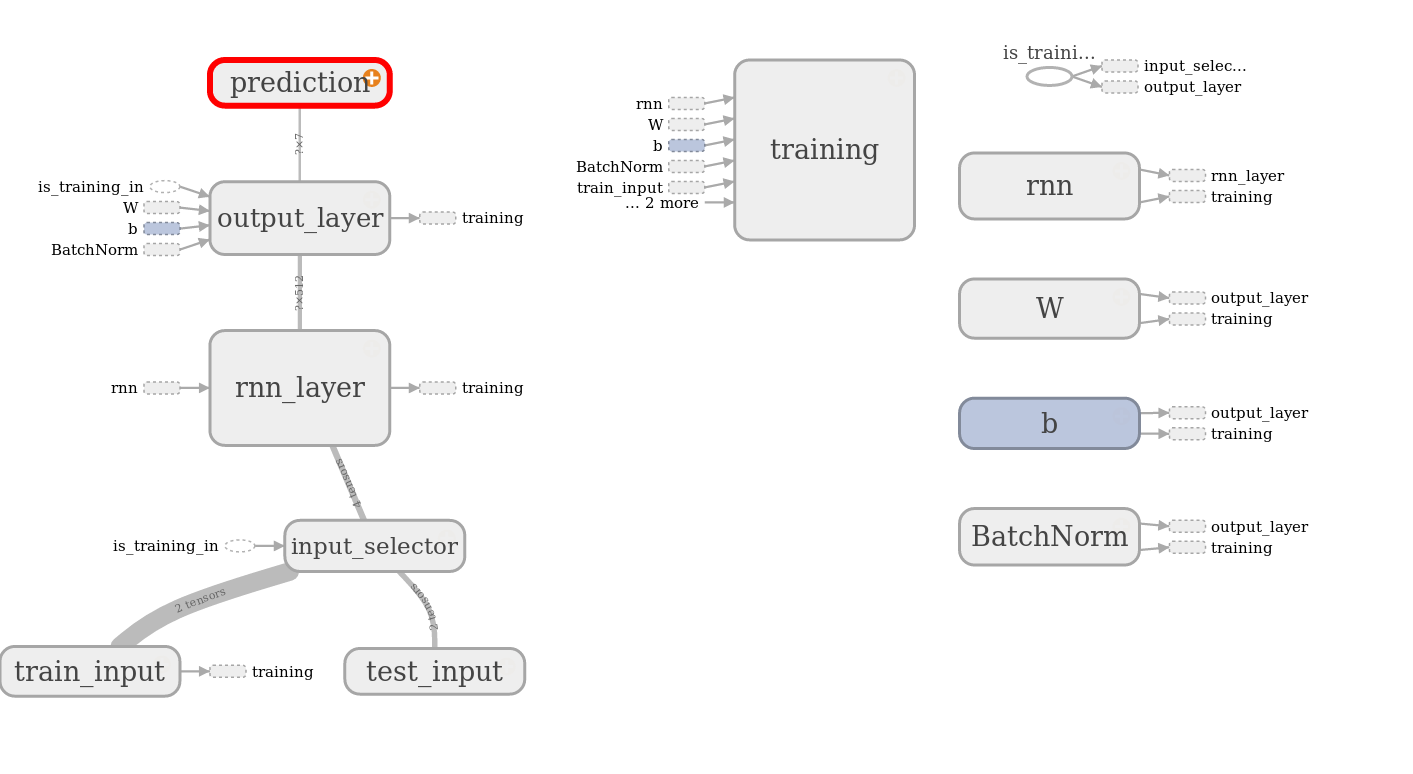 prediction
?×7
is_training_in
W
b
BatchNorm
output_layer
training
?×512
rnn
rnn_layer
training
4 tensors
is_training_in
input_selector
2 tensors
2 tensors
train_input
training
test_input
rnn
W
b
BatchNorm
train_input
... 2 more
training
is_traini...
input_selec...
output_layer
rnn
rnn_layer
training
W
output_layer
training
b
output_layer
training
BatchNorm
output_layer
training